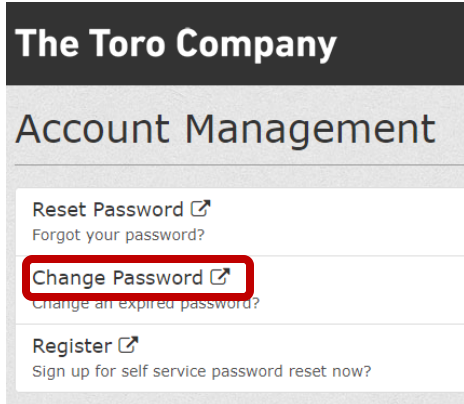 The Toro Company
Account Management
Reset Password
Forgot your password?
Change Password
Change an expired password?
Register
Sign up for self service password reset now?